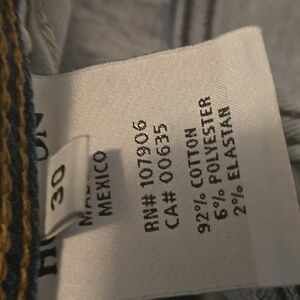 30
MEXICO
RN# 107906
CA# 00635
92% COTTON
6% POLYESTER
2% ELASTAN